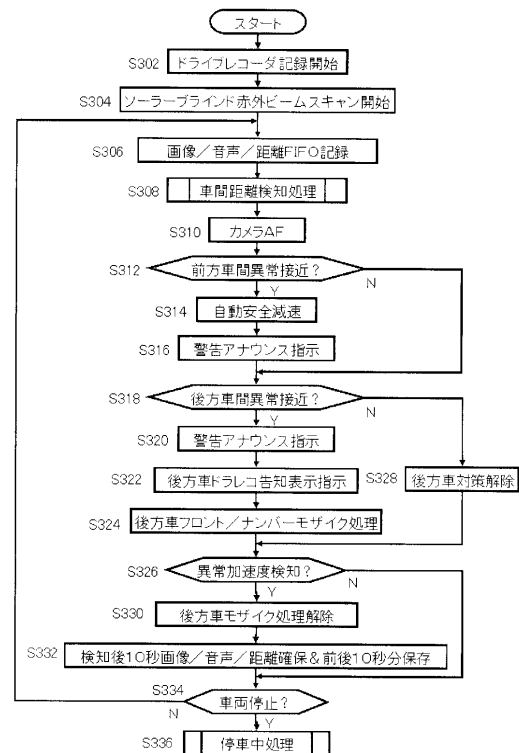 スタート
S302 ドライブレコーダ記録開始
S304 ソーラーブラインド赤外ビームスキャン開始
S306 画像／音声／距離FIFO記録
S308 車間距離検知処理
S310 カメラAF
S312 前方車間異常接近？ N
Y
S314 自動安全減速
S316 警告アナウンス指示
S318 後方車間異常接近？ N
Y
S320 警告アナウンス指示
S322 後方車ドラレコ告知表示指示 S328 後方車対策解除
S324 後方車フロント／ナンバーモザイク処理
S326 異常加速度検知？ N
Y
S330 後方車モザイク処理解除
S332 検知後10秒画像／音声／距離確保＆前後10秒分保存
S334 車両停止？
N Y
S336 停車中処理